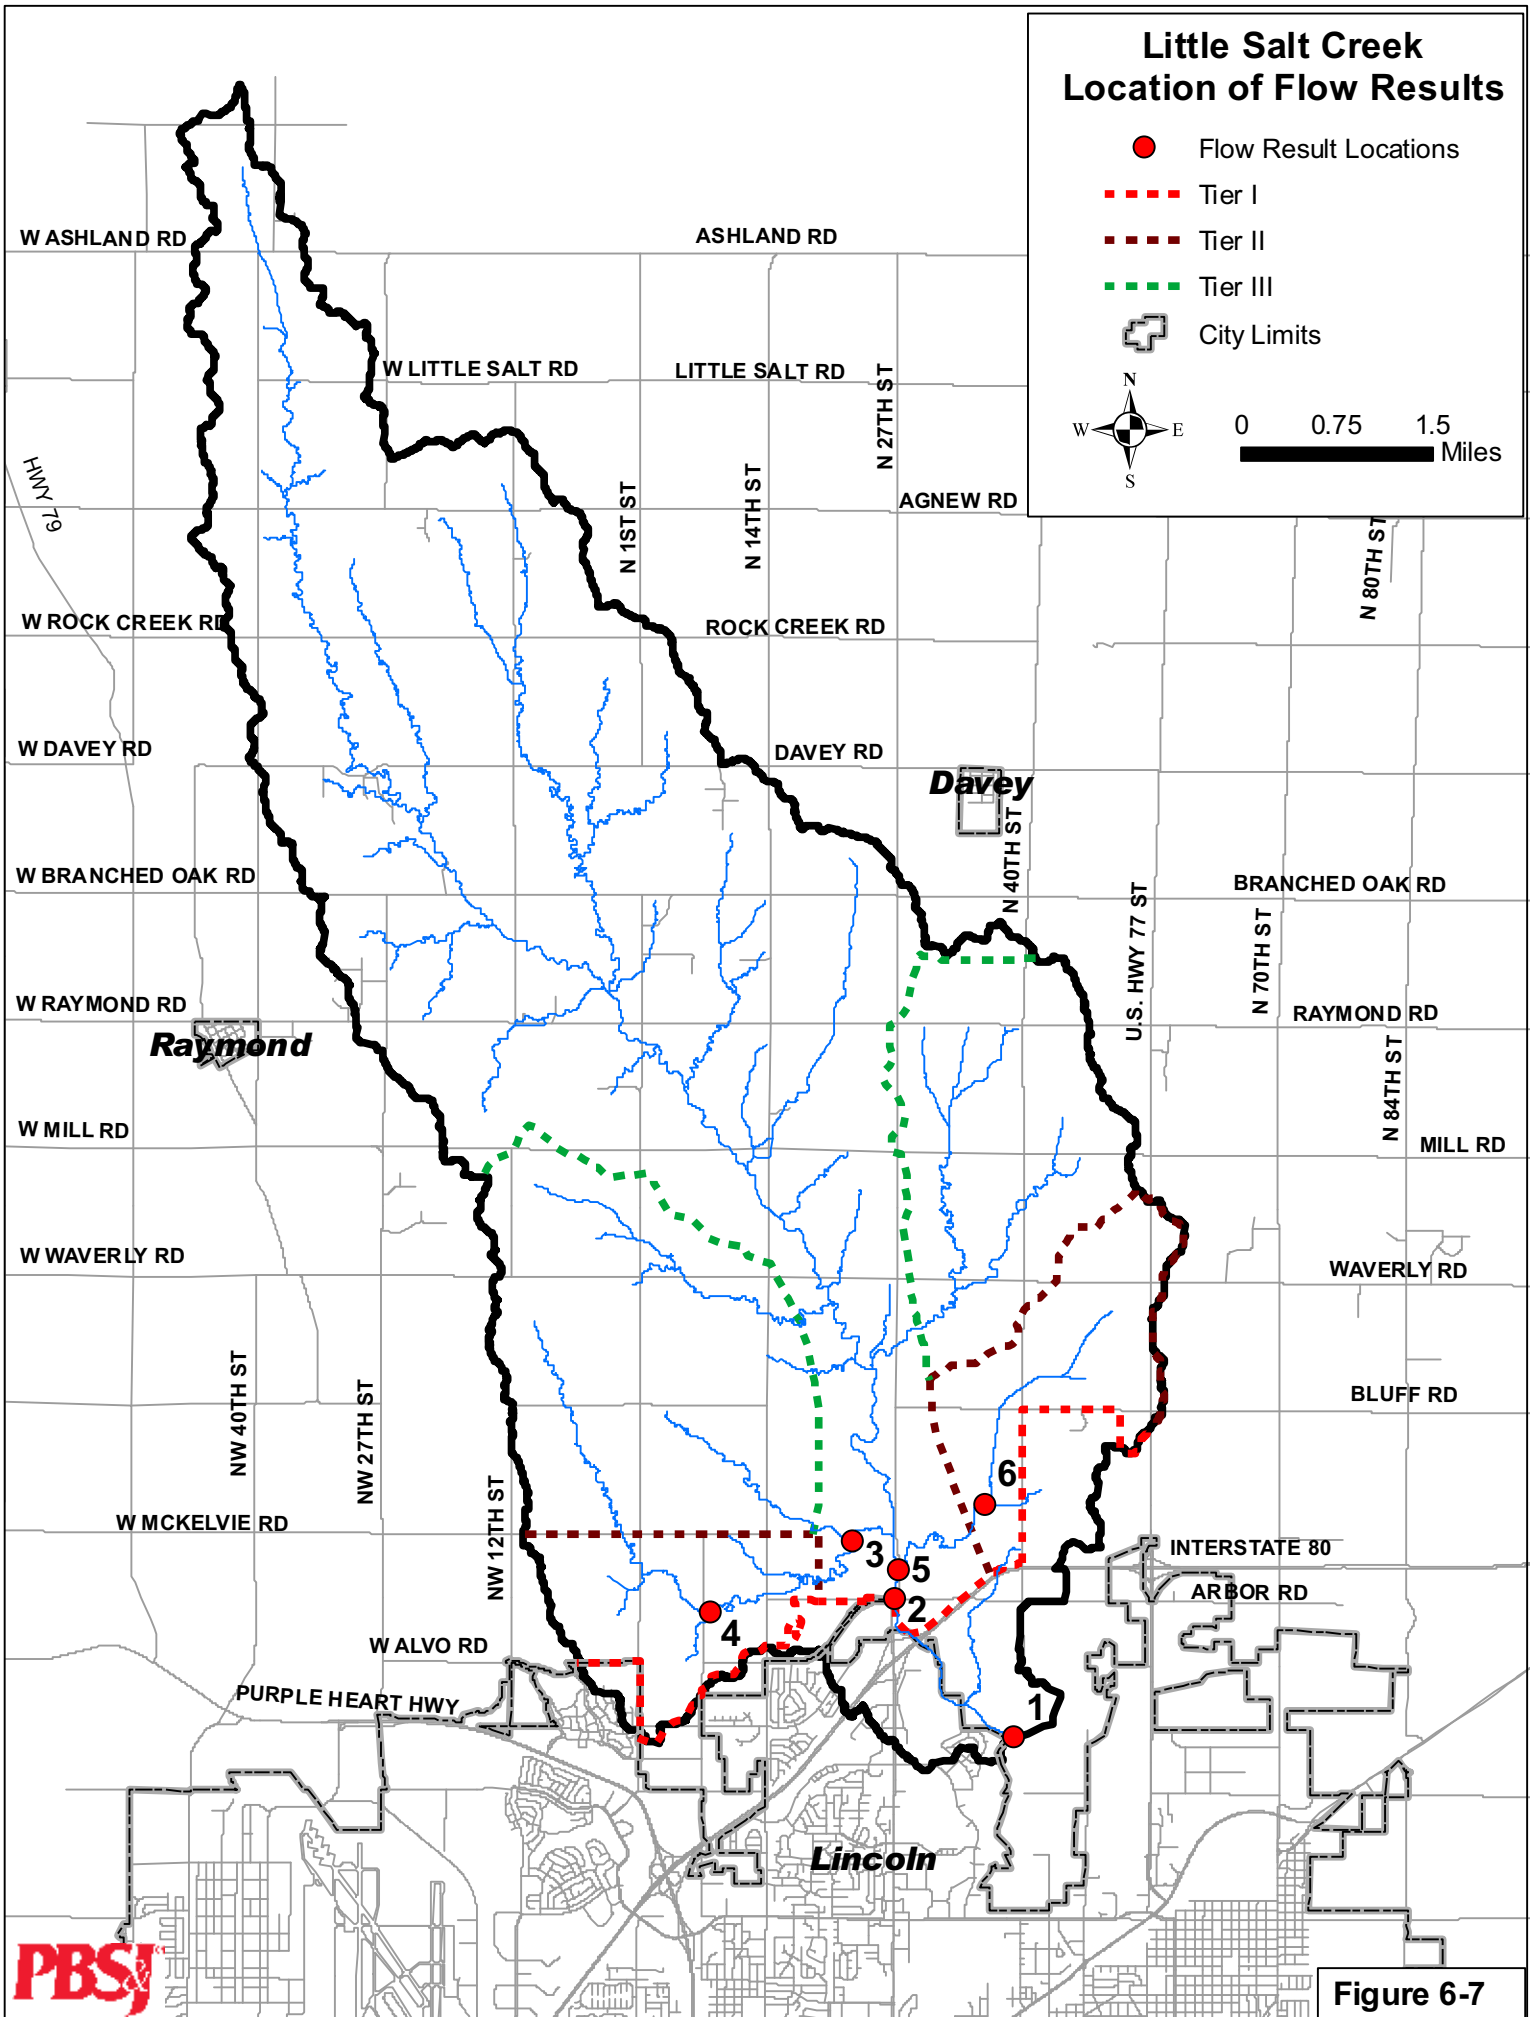 Little Salt Creek
Location of Flow Results
Flow Result Locations
Tier I
Tier II
Tier III
City Limits
N
W
E
S
0 0.75 1.5
Miles
W ASHLAND RD
ASHLAND RD
W LITTLE SALT RD
LITTLE SALT RD
N 27TH ST
HWY 79
N 1ST ST
N 14TH ST
AGNEW RD
N 80TH ST
W ROCK CREEK RD
ROCK CREEK RD
W DAVEY RD
DAVEY RD
Davey
N 40TH ST
W BRANCHED OAK RD
BRANCHED OAK RD
U.S. HWY 77 ST
N 70TH ST
W RAYMOND RD
RAYMOND RD
Raymond
N 84TH ST
W MILL RD
MILL RD
W WAVERLY RD
WAVERLY RD
NW 40TH ST
NW 27TH ST
BLUFF RD
NW 12TH ST
6
W MCKELVIE RD
3
INTERSTATE 80
5
ARBOR RD
2
4
W ALVO RD
PURPLE HEART HWY
1
Lincoln
PBS&J
Figure 6-7